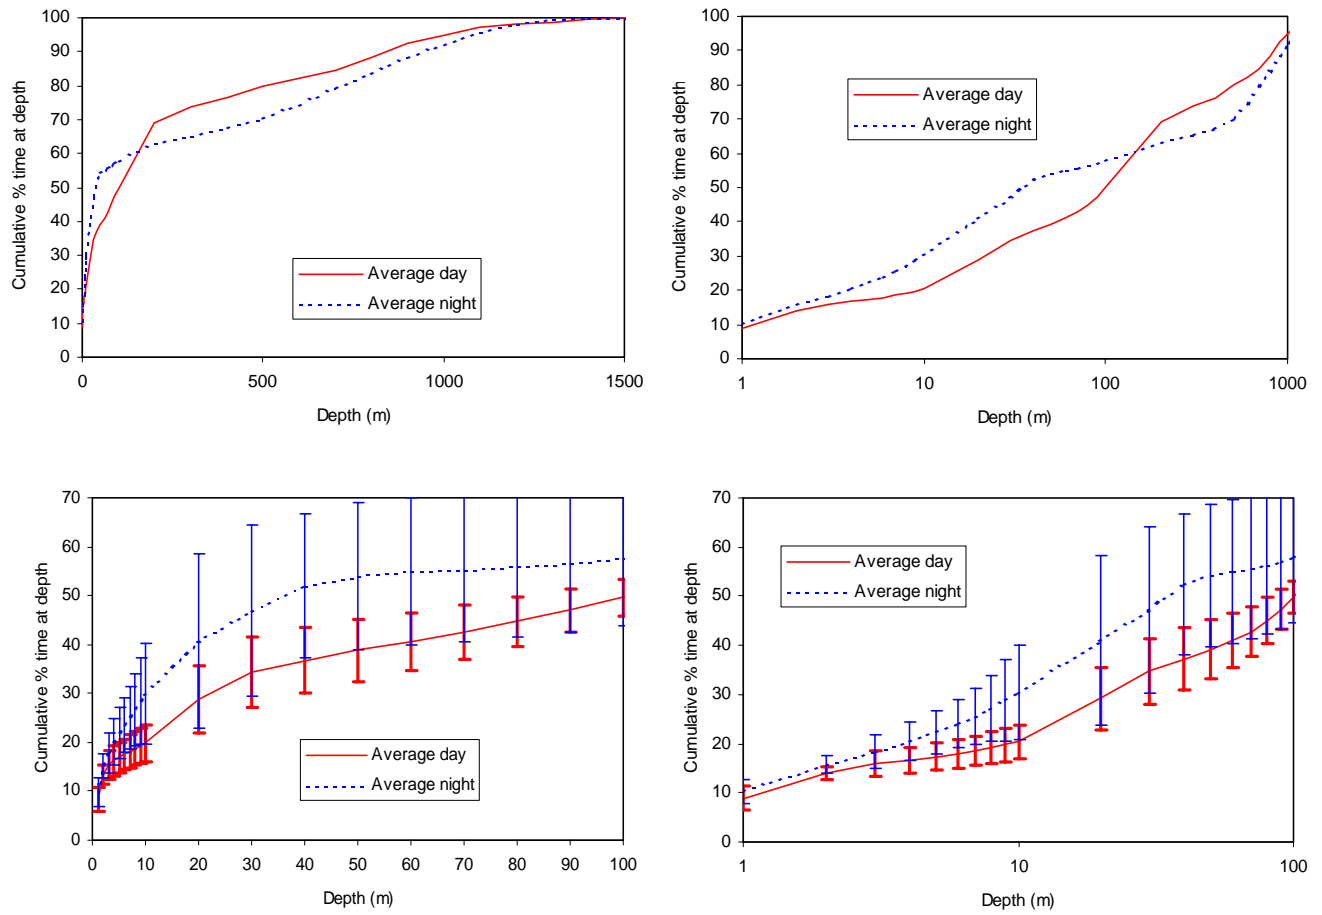 Cumulative % time at depth
100
90
80
70
60
50
40
30
20
10
0
Average day
Average night
0 500 1000 1500
Depth (m)
Cumulative % time at depth
100
90
80
70
60
50
40
30
20
10
0
Average day
Average night
1 10 100 1000
Depth (m)
Cumulative % time at depth
70
60
50
40
30
20
10
0
Average day
Average night
0 10 20 30 40 50 60 70 80 90 100
Depth (m)
Cumulative % time at depth
70
60
50
40
30
20
10
0
Average day
Average night
1 10 100
Depth (m)